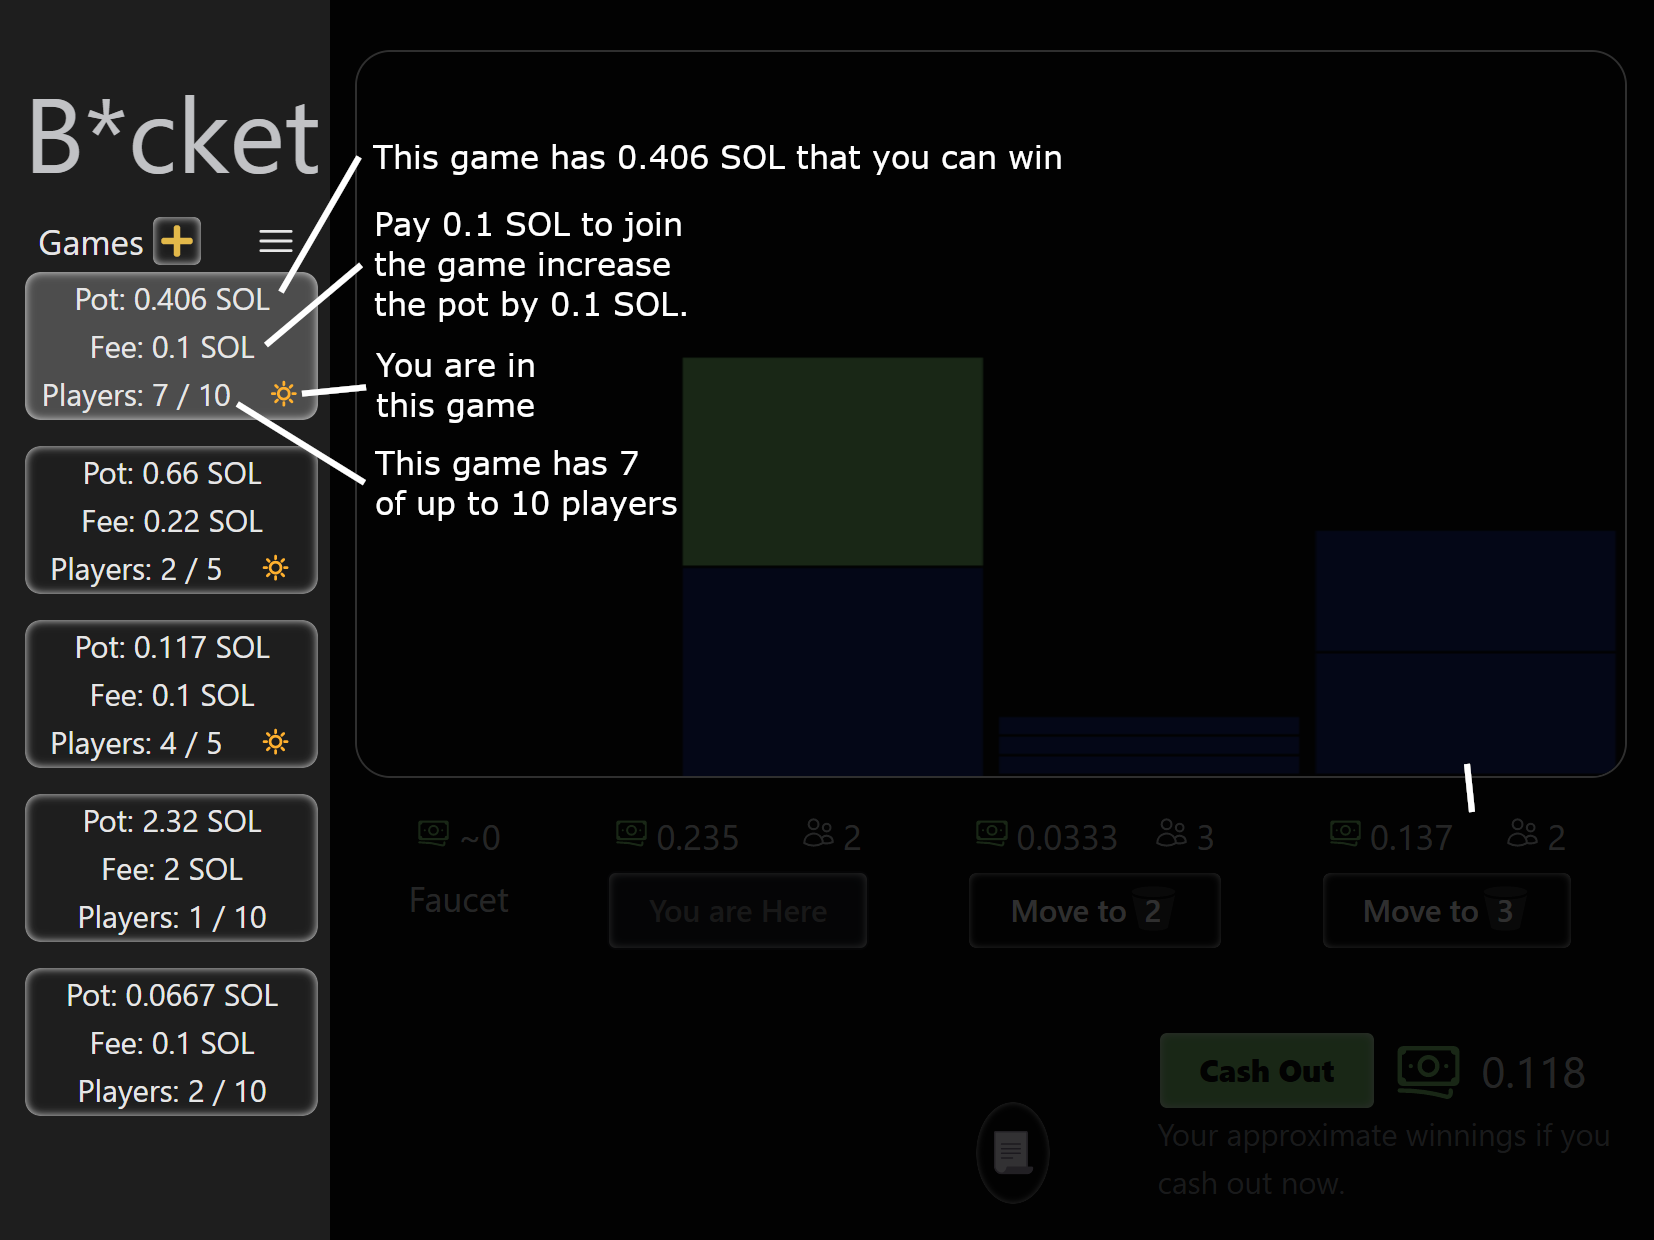 B*cket
Games
Pot: 0.406 SOL
Fee: 0.1 SOL
Players: 7 / 10
Pot: 0.66 SOL
Fee: 0.22 SOL
Players: 2 / 5
Pot: 0.117 SOL
Fee: 0.1 SOL
Players: 4 / 5
Pot: 2.32 SOL
Fee: 2 SOL
Players: 1 / 10
Pot: 0.0667 SOL
Fee: 0.1 SOL
Players: 2 / 10
This game has 0.406 SOL that you can win
Pay 0.1 SOL to join
the game increase
the pot by 0.1 SOL.
You are in
this game
This game has 7
of up to 10 players
~0
0.235 2
0.0333 3
0.137 2
Faucet
You are Here
Move to 2
Move to 3
Cash Out 0.118
Your approximate winnings if you
cash out now.